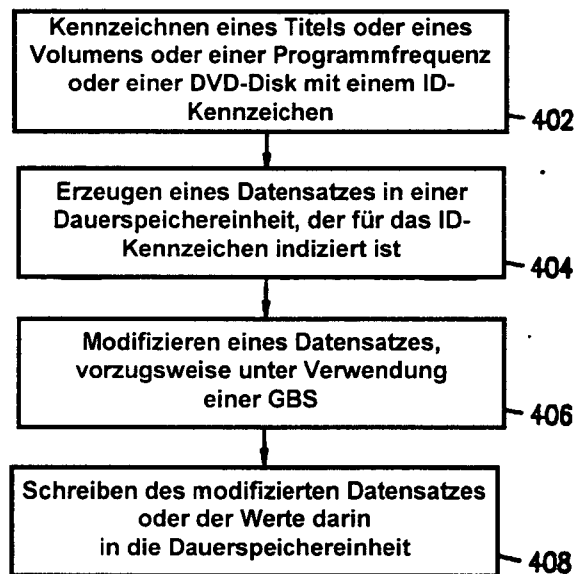 Kennzeichnen eines Titels oder eines
Volumens oder einer Programmfrequenz
oder einer DVD-Disk mit einem ID-
Kennzeichen
402
Erzeugen eines Datensatzes in einer
Dauerspeichereinheit, der für das ID-
Kennzeichen indiziert ist
404
Modifizieren eines Datensatzes,
vorzugsweise unter Verwendung
einer GBS
406
Schreiben des modifizierten Datensatzes
oder der Werte darin
in die Dauerspeichereinheit
408